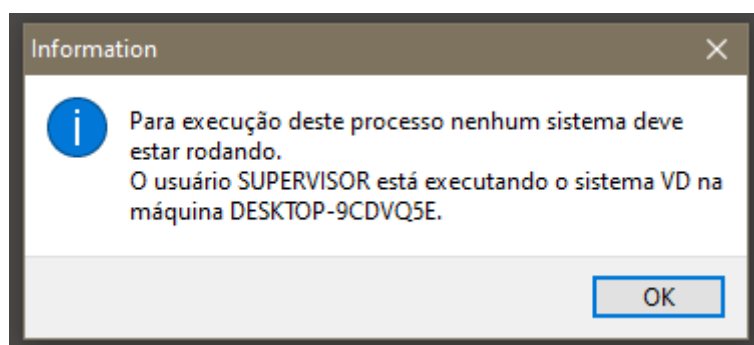 Information
Para execução deste processo nenhum sistema deve
estar rodando.
O usuário SUPERVISOR está executando o sistema VD na
máquina DESKTOP-9CDVQ5E.
OK